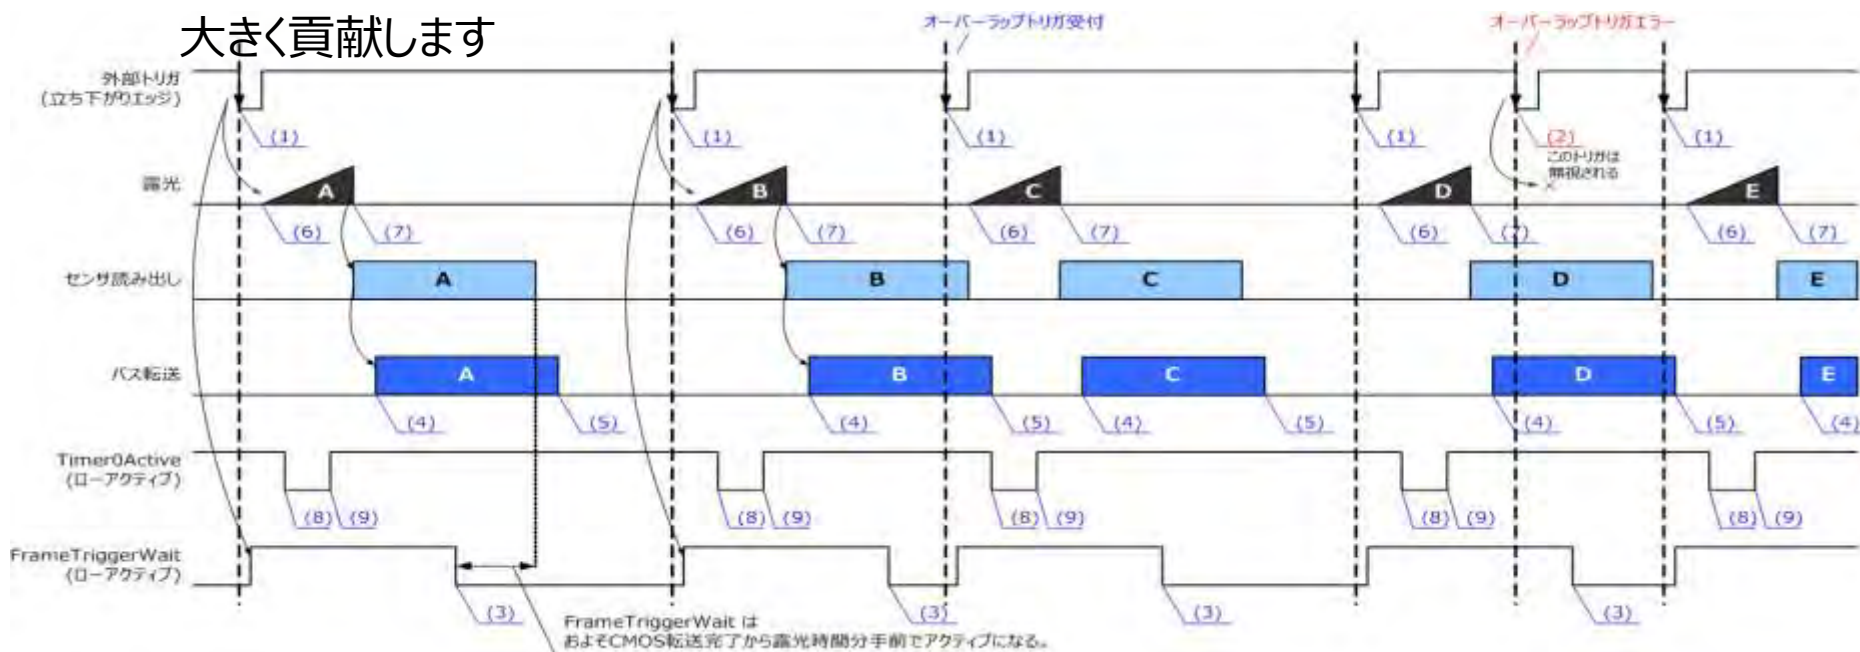 大きく貢献します
オーバーラップトリガ受付
オーバーラップトリガエラー
外部トリガ
(立ち下がりエッジ)
(1) (1) (1) (1) (2) (1)
このトリガは
無視される
露光
A B C D E
(6) (7) (6) (7) (6) (7) (6) (7) (6) (7)
センサ読み出し
A B C D E
バス転送
A B C D E
(4) (5) (4) (5) (4) (5) (4) (5) (4)
Timer0Active
(ローアクティブ)
(8) (9) (8) (9) (8) (9) (8) (9) (8) (9)
FrameTriggerWait
(ローアクティブ)
(3) (3) (3) (3)
FrameTriggerWait は
およそCMOS転送完了から露光時間分手前でアクティブになる。